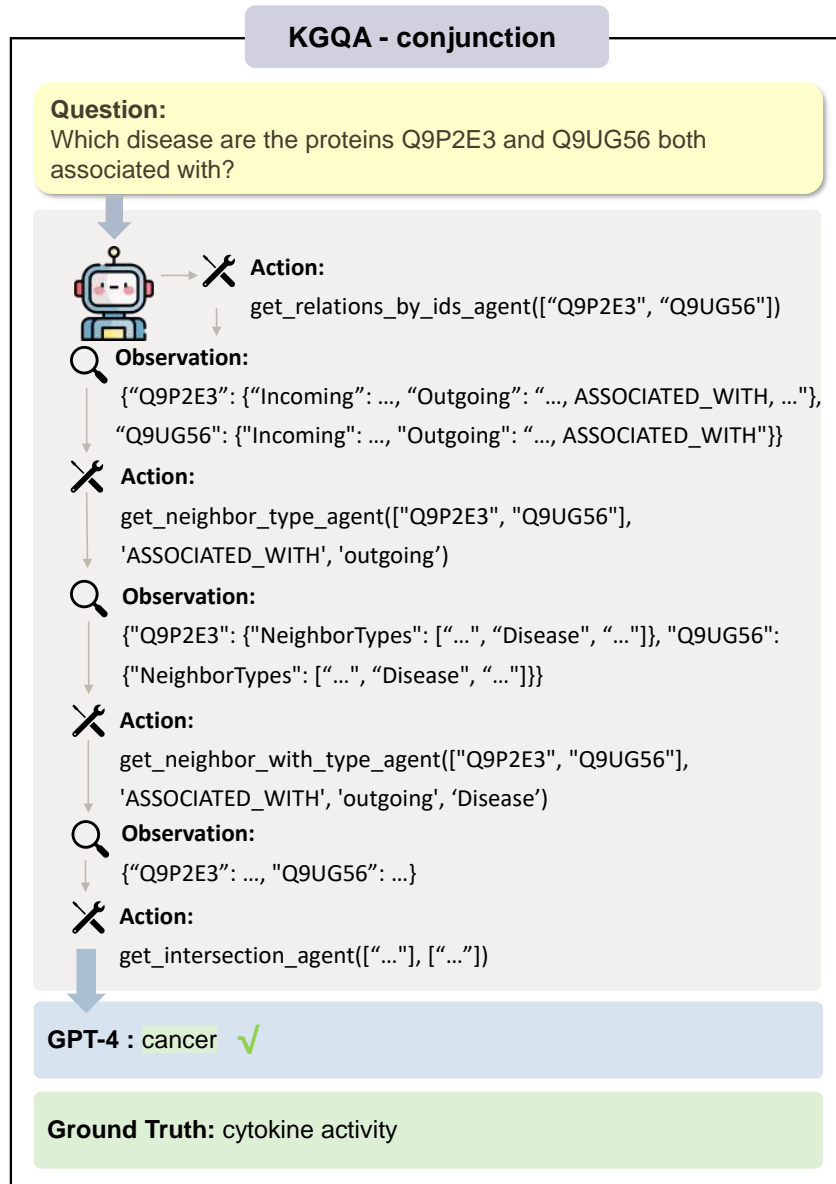 KGQA - conjunction
Question:
Which disease are the proteins Q9P2E3 and Q9UG56 both
associated with?
Action:
get_relations_by_ids_agent([“Q9P2E3", “Q9UG56"])
Observation:
{“Q9P2E3”: {“Incoming”: …, “Outgoing”: “…, ASSOCIATED_WITH, …"},
“Q9UG56": {"Incoming": …, "Outgoing": “…, ASSOCIATED_WITH"}}
Action:
get_neighbor_type_agent(["Q9P2E3", "Q9UG56"],
'ASSOCIATED_WITH', 'outgoing’)
Observation:
{"Q9P2E3": {"NeighborTypes": [“…", “Disease”, “…"]}, "Q9UG56":
{"NeighborTypes": [“…", “Disease”, “…"]}}
Action:
get_neighbor_with_type_agent(["Q9P2E3", "Q9UG56"],
'ASSOCIATED_WITH', 'outgoing', ‘Disease’)
Observation:
{“Q9P2E3”: …, "Q9UG56”: …}
Action:
get_intersection_agent([“…"], [“…”])
GPT-4 : cancer √
Ground Truth: cytokine activity